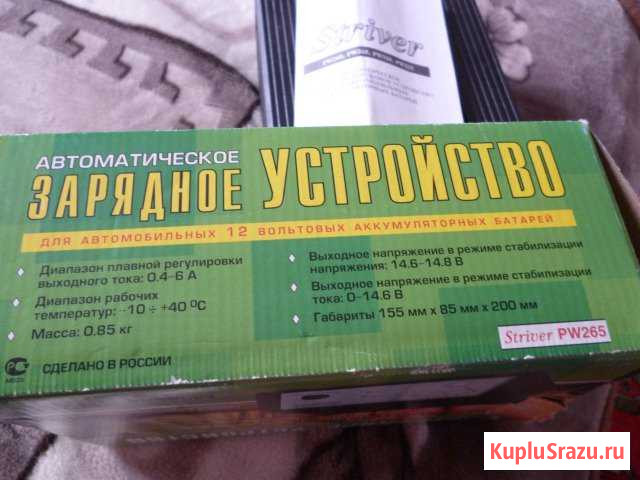 Striver
АВТОМАТИЧЕСКОЕ
ЗАРЯДНОЕ УСТРОЙСТВО
ДЛЯ АВТОМОБИЛЬНЫХ 12 ВОЛЬТОВЫХ АККУМУЛЯТОРНЫХ БАТАРЕЙ
Диапазон плавной регулировки
выходного тока: 0.4–6 А
Диапазон рабочих
температур: -10 ÷ +40 ºС
Масса: 0.85 кг
Выходное напряжение в режиме стабилизации
напряжения: 14.6–14.8 В
Выходное напряжение в режиме стабилизации
тока: 0–14.6 В
Габариты 155 мм х 85 мм х 200 мм
СДЕЛАНО В РОССИИ
Striver PW265
KupluSrazu.ru